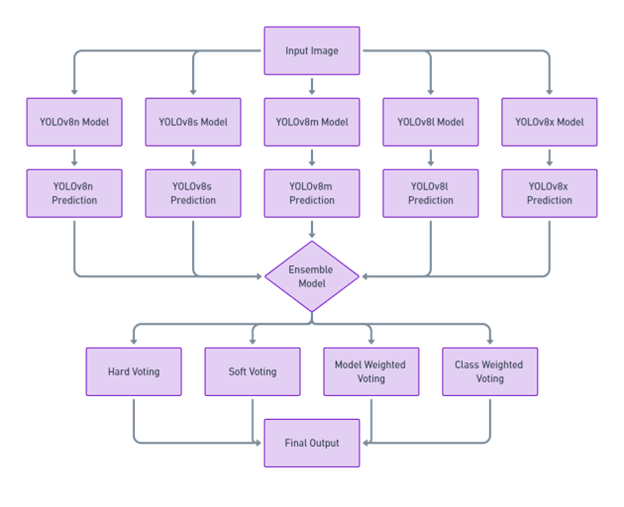 Input Image
YOLOv8n Model
YOLOv8s Model
YOLOv8m Model
YOLOv8l Model
YOLOv8x Model
YOLOv8n
Prediction
YOLOv8s
Prediction
YOLOv8m
Prediction
YOLOv8l
Prediction
YOLOv8x
Prediction
Ensemble
Model
Hard Voting
Soft Voting
Model Weighted
Voting
Class Weighted
Voting
Final Output